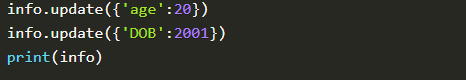 info.update({'age':20})
info.update({'DOB':2001})
print(info)